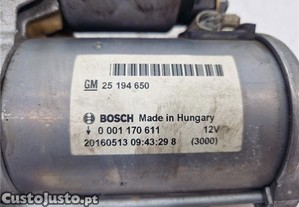 GM 25 194 650
BOSCH Made in Hungary
0 001 170 611 12V
20160513 09:43:29 8 (3000)
CustoJusto.pt